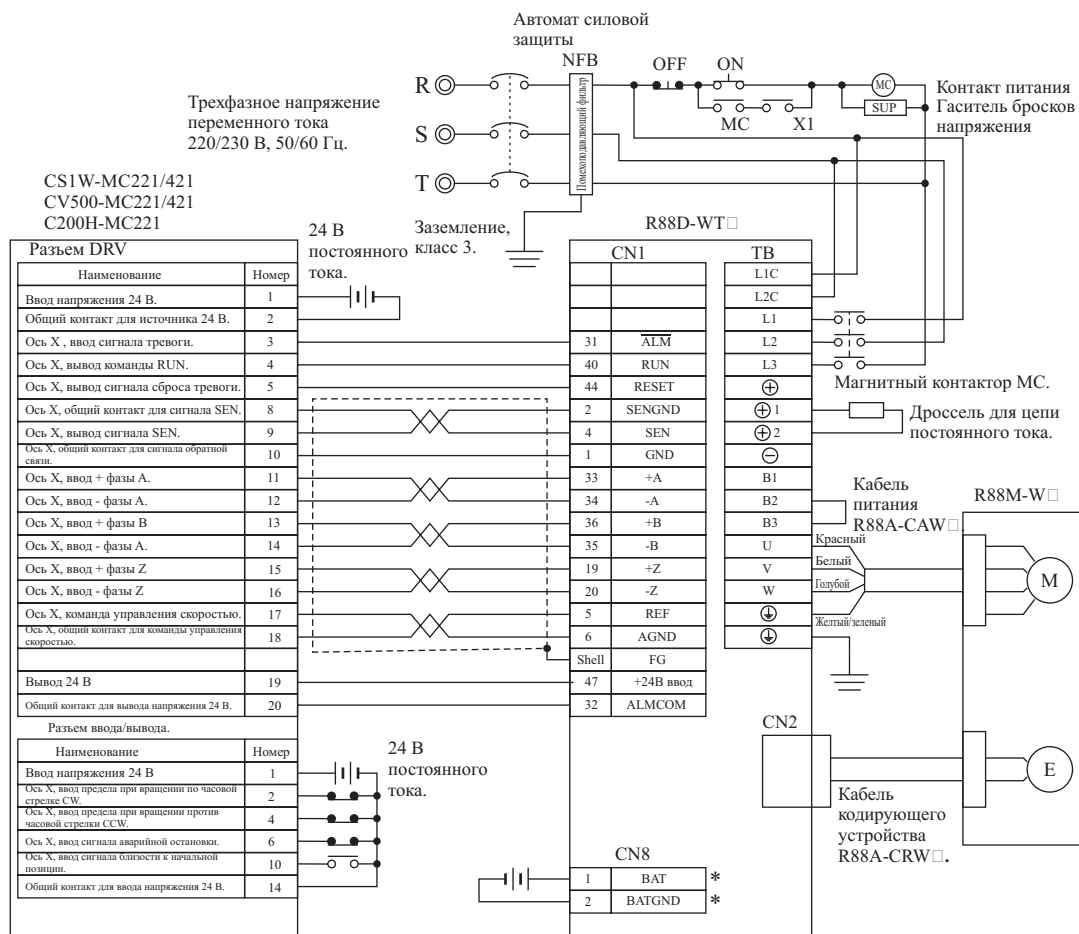 Автомат силовой
защиты
NFB
OFF
ON
R
S
T
Помехоподавляющий фильтр
MC
X1
MC
SUP
Контакт питания
Гаситель бросков
напряжения
Трехфазное напряжение
переменного тока
220/230 В, 50/60 Гц.
CS1W-MC221/421
CV500-MC221/421
C200H-MC221
24 В
постоянного
тока.
Заземление,
класс 3.
R88D-WT□
Разъем DRV
Наименование Номер
Ввод напряжения 24 В. 1
Общий контакт для источника 24 В. 2
Ось X , ввод сигнала тревоги. 3
Ось X, вывод команды RUN. 4
Ось X, вывод сигнала сброса тревоги. 5
Ось X, общий контакт для сигнала SEN. 8
Ось X, вывод сигнала SEN. 9
Ось X, общий контакт для сигнала обратной
связи. 10
Ось X, ввод + фазы A. 11
Ось X, ввод - фазы A. 12
Ось X, ввод + фазы B 13
Ось X, ввод - фазы A. 14
Ось X, ввод + фазы Z 15
Ось X, ввод - фазы Z 16
Ось X, команда управления скоростью. 17
Ось X, общий контакт для команды управления
скоростью. 18
Вывод 24 В 19
Общий контакт для вывода напряжения 24 В. 20
CN1
31 A̅L̅M̅
40 RUN
44 RESET
2 SENGND
4 SEN
1 GND
33 +A
34 -A
36 +B
35 -B
19 +Z
20 -Z
5 REF
6 AGND
Shell FG
47 +24В ввод
32 ALMCOM
TB
L1C
L2C
L1
L2
L3
⊕
⊕ 1
⊕ 2
⊖
B1
B2
B3
U
V
W
Магнитный контактор MC.
Дроссель для цепи
постоянного тока.
Кабель
питания
R88A-CAW□.
R88M-W□
Красный
Белый
Голубой
Желтый/зеленый
M
Разъем ввода/вывода.
Наименование Номер
Ввод напряжения 24 В 1
Ось X, ввод предела при вращении по часовой
стрелке CW. 2
Ось X, ввод предела при вращении против
часовой стрелки CCW. 4
Ось X, ввод сигнала аварийной остановки. 6
Ось X, ввод сигнала близости к начальной
позиции. 10
Общий контакт для ввода напряжения 24 В. 14
24 В
постоянного
тока.
CN2
E
Кабель
кодирующего
устройства
R88A-CRW□.
CN8
1 BAT *
2 BATGND *